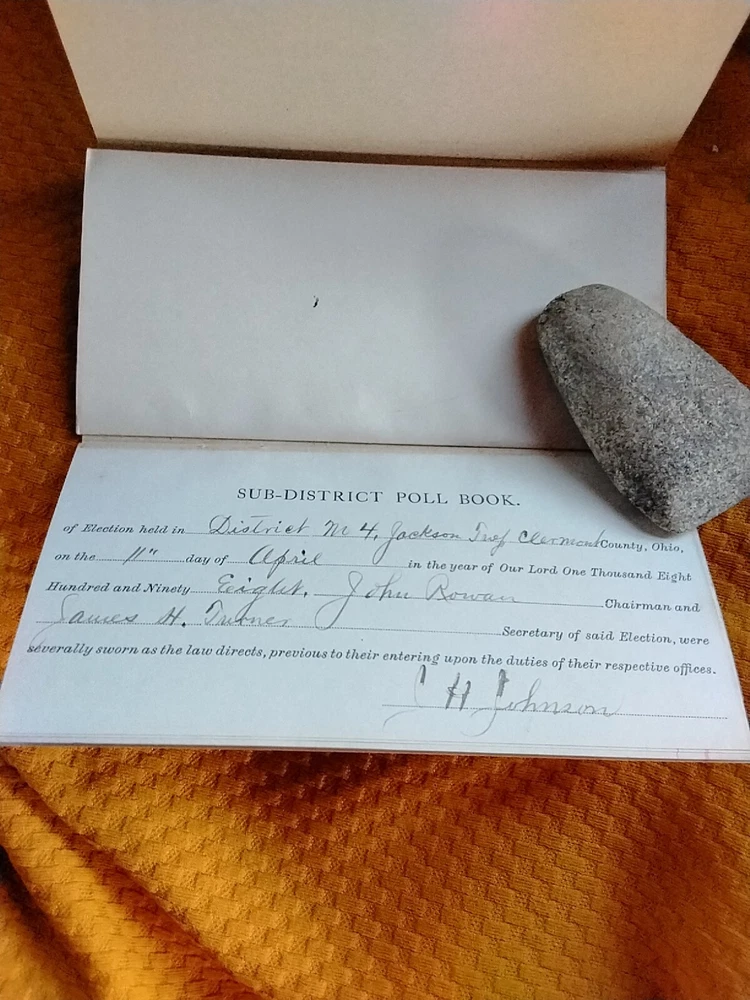 SUB-DISTRICT POLL BOOK.
of Election held in District No 4, Jackson Twp Clermont County, Ohio,
on the 11" day of April in the year of Our Lord One Thousand Eight
Hundred and Ninety Eight. John Rowan Chairman and
James H. Turner Secretary of said Election, were
severally sworn as the law directs, previous to their entering upon the duties of their respective offices.
H Johnson